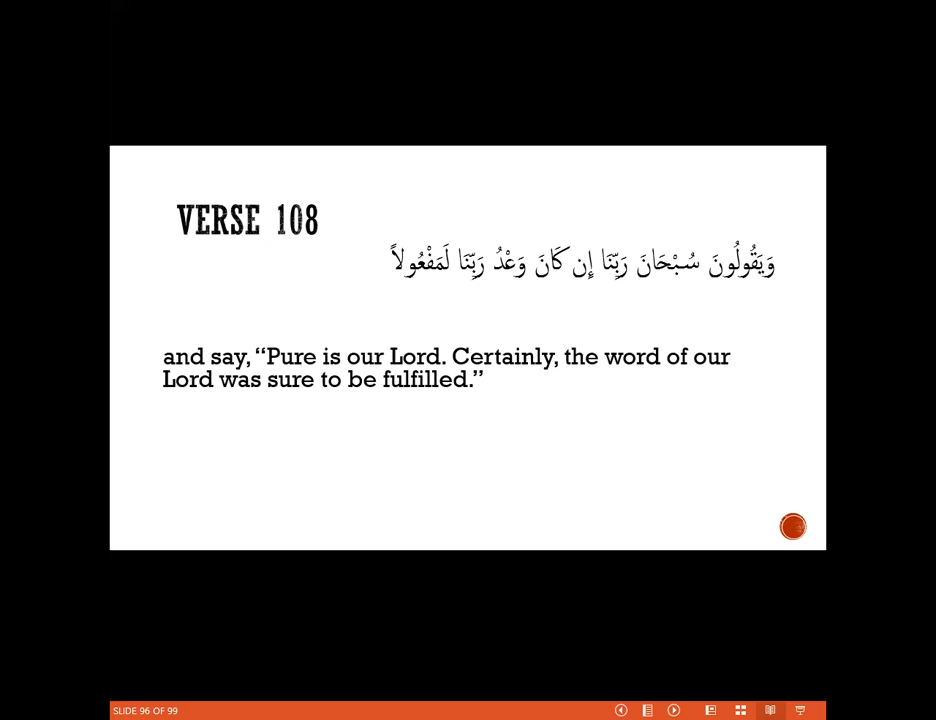 VERSE 108
وَيَقُولُونَ سُبْحَانَ رَبِّنَا إِن كَانَ وَعْدُ رَبِّنَا لَمَفْعُولاً
and say, “Pure is our Lord. Certainly, the word of our
Lord was sure to be fulfilled.”
SLIDE 96 OF 99